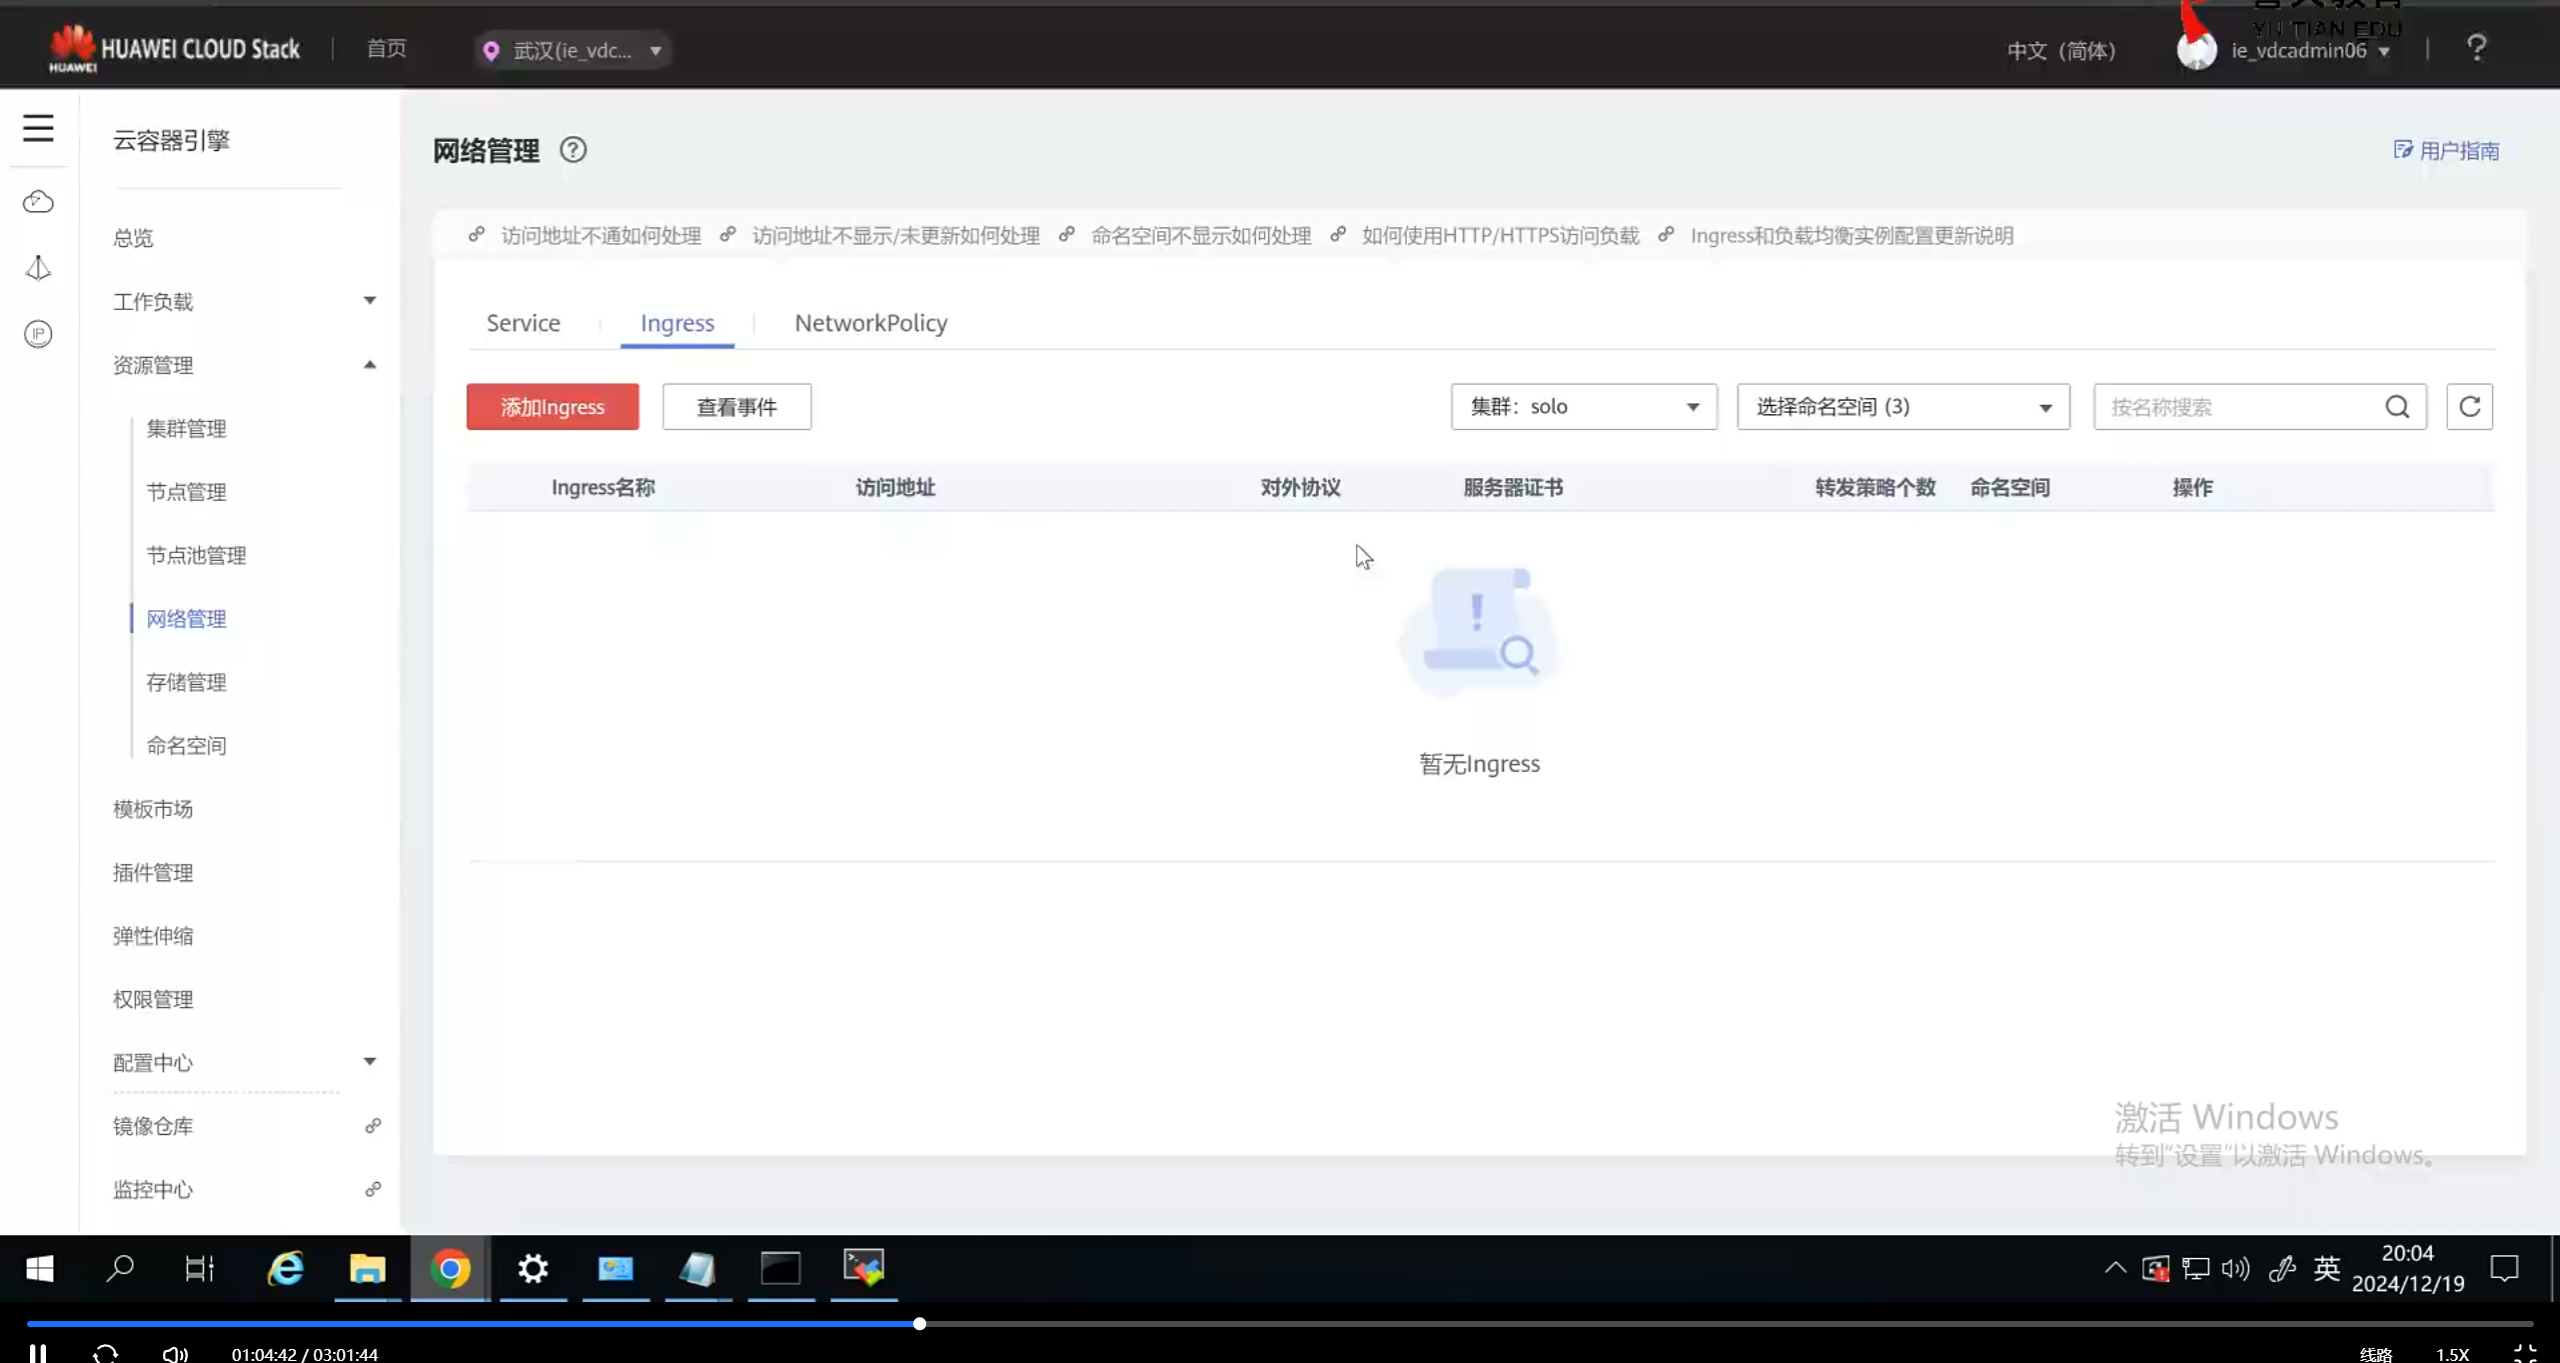 YU TIAN EDU
HUAWEI
HUAWEI CLOUD Stack
首页
武汉(ie_vdc...
中文（简体）
ie_vdcadmin06
?
云容器引擎
总览
工作负载
资源管理
集群管理
节点管理
节点池管理
网络管理
存储管理
命名空间
模板市场
插件管理
弹性伸缩
权限管理
配置中心
镜像仓库
监控中心
网络管理 ?
用户指南
访问地址不通如何处理 访问地址不显示/未更新如何处理 命名空间不显示如何处理 如何使用HTTP/HTTPS访问负载 Ingress和负载均衡实例配置更新说明
Service Ingress NetworkPolicy
添加Ingress 查看事件 集群：solo 选择命名空间 (3) 按名称搜索
Ingress名称 访问地址 对外协议 服务器证书 转发策略个数 命名空间 操作
暂无Ingress
激活 Windows
转到"设置"以激活 Windows。
英
20:04
2024/12/19
01:04:42 / 03:01:44
线路 1.5X